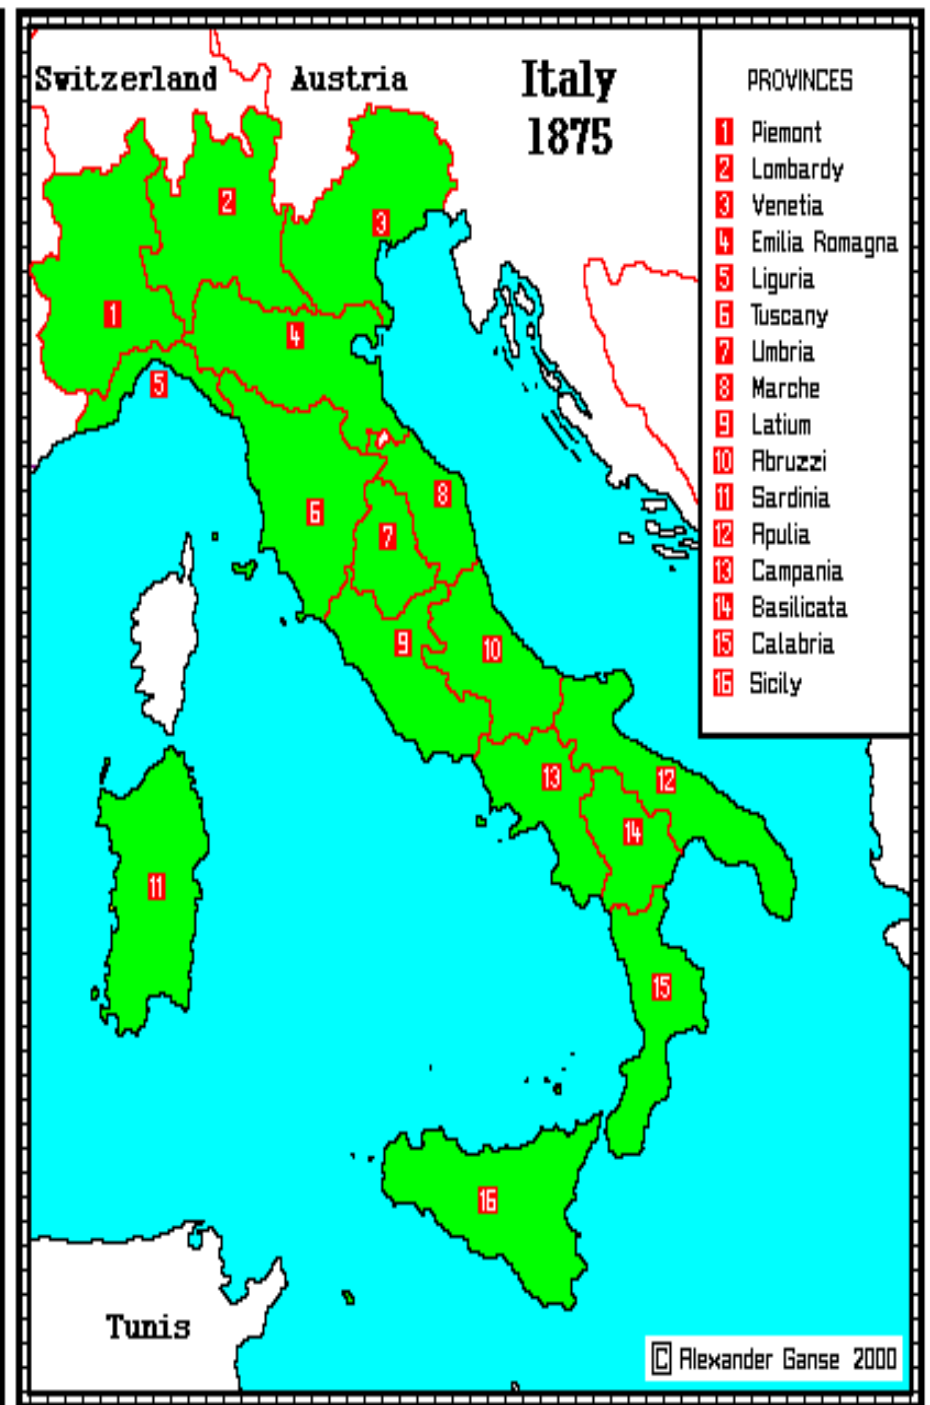 Switzerland
Austria
Italy
1875
PROVINCES
1 Piemont
2 Lombardy
3 Venetia
4 Emilia Romagna
5 Liguria
6 Tuscany
7 Umbria
8 Marche
9 Latium
10 Abruzzi
11 Sardinia
12 Apulia
13 Campania
14 Basilicata
15 Calabria
16 Sicily
2
3
1
4
5
8
6
7
9
10
13
12
14
11
15
16
Tunis
© Alexander Ganse 2000